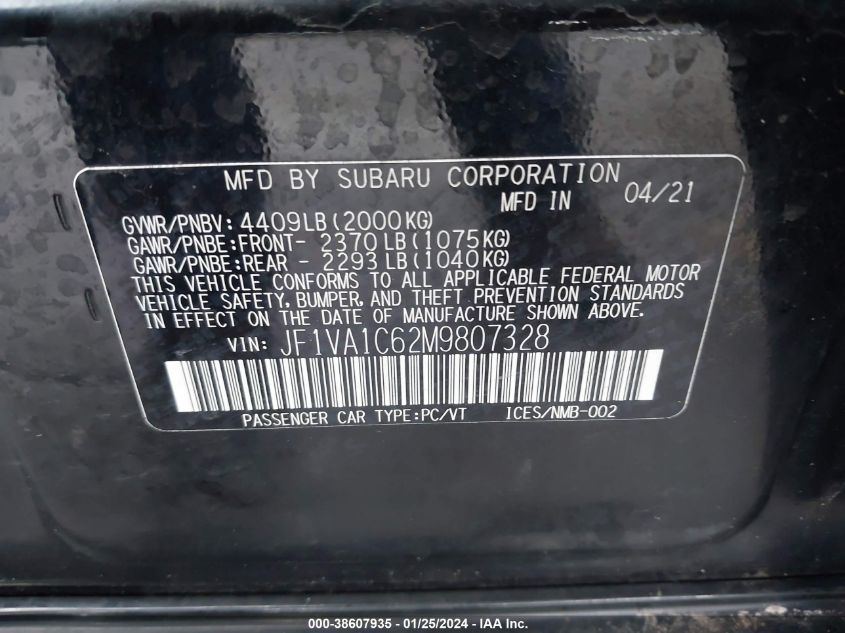 MFD BY SUBARU CORPORATION
MFD IN 04/21
GVWR/PNBV: 4409LB(2000KG)
GAWR/PNBE:FRONT- 2370LB(1075KG)
GAWR/PNBE:REAR - 2293LB(1040KG)
THIS VEHICLE CONFORMS TO ALL APPLICABLE FEDERAL MOTOR
VEHICLE SAFETY, BUMPER, AND THEFT PREVENTION STANDARDS
IN EFFECT ON THE DATE OF MANUFACTURE SHOWN ABOVE.
VIN: JF1VA1C62M9807328
PASSENGER CAR TYPE:PC/VT ICES/NMB-002
000-38607935 - 01/25/2024 - IAA Inc.